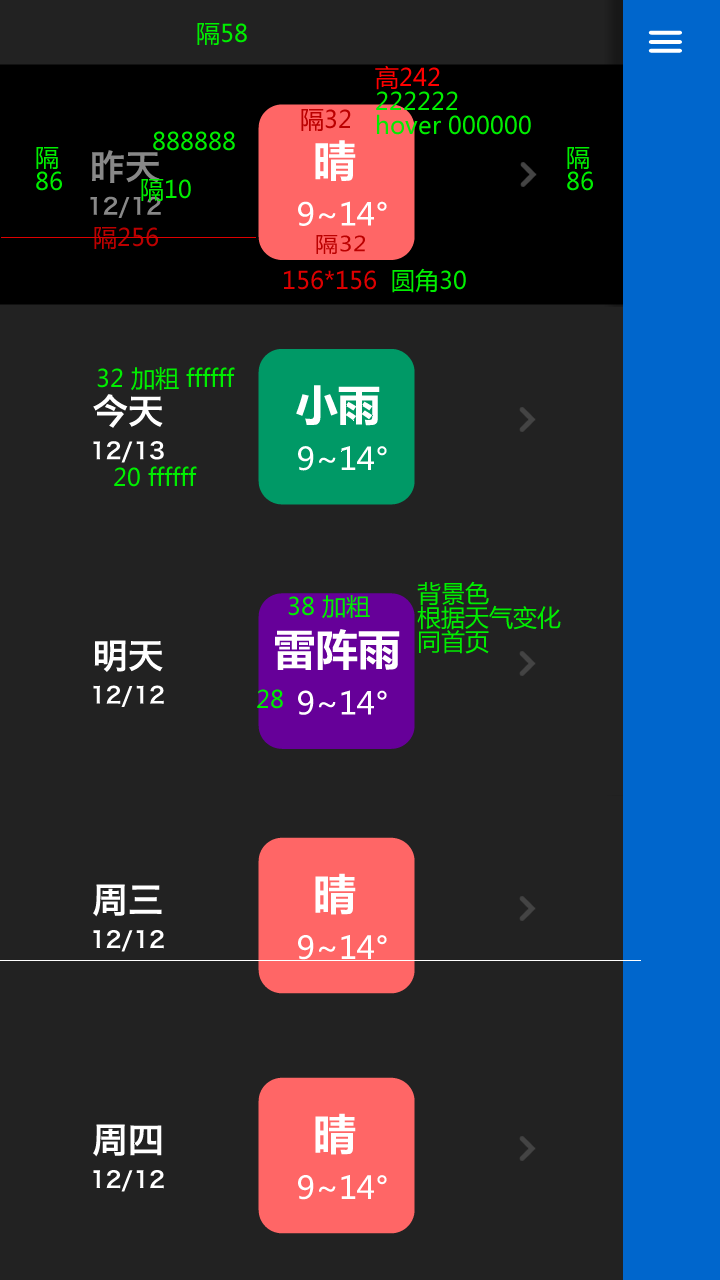 隔58
高242
222222
hover 000000
隔32
888888
隔
86
昨天
隔10
12/12
隔256
晴
9~14°
隔32
隔
86
156*156 圆角30
32 加粗 ffffff
今天
12/13
20 ffffff
小雨
9~14°
38 加粗
背景色
根据天气变化
同首页
明天
12/12
雷阵雨
28
9~14°
周三
12/12
晴
9~14°
周四
12/12
晴
9~14°